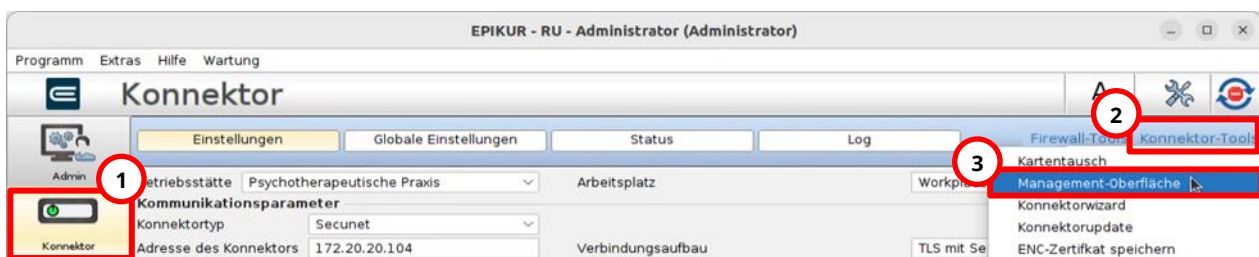 EPIKUR - RU - Administrator (Administrator)
Programm Extras Hilfe Wartung
Konnektor
2
Einstellungen Globale Einstellungen Status Log Firewall-Tools Konnektor-Tools
3
Kartentausch
Admin
1
Betriebsstätte Psychotherapeutische Praxis Arbeitsplatz
Management-Oberfläche
Kommunikationsparameter
Konnektorwizard
Konnektortyp Secunet
Konnektorupdate
Konnektor
Adresse des Konnektors 172.20.20.104 Verbindungsaufbau TLS mit Se
ENC-Zertifkat speichern